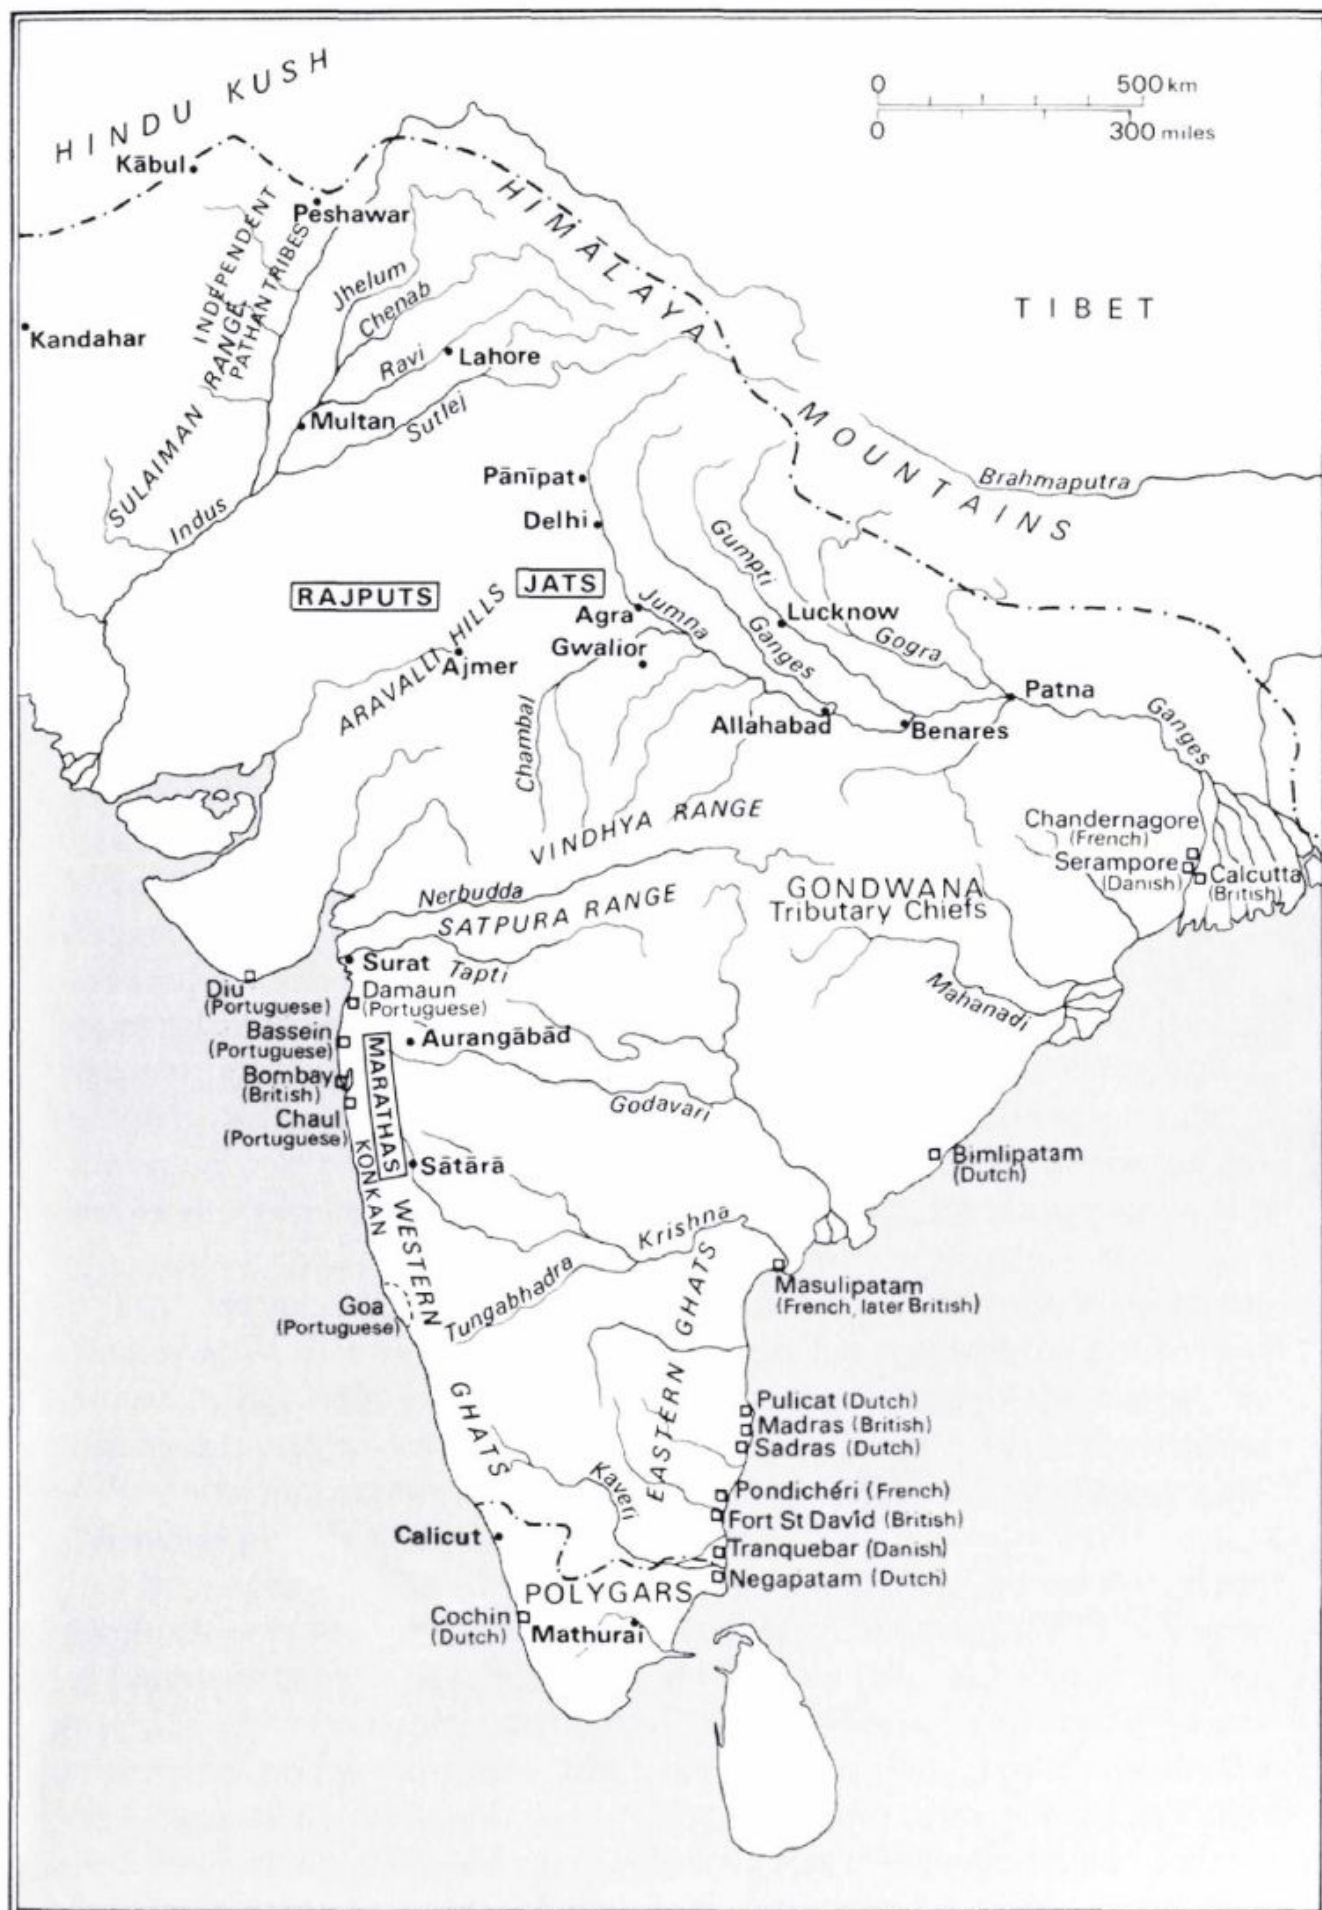 HINDU KUSH
0 500 km
0 300 miles
Kābul
Peshawar
INDEPENDENT
PATHAN TRIBES
HIMĀLAYA
MOUNTAINS
TIBET
Jhelum
Chenab
Kandahar
Ravi
Lahore
SULAIMAN RANGE
Multan
Sutlej
Brahmaputra
Pānīpat
Indus
Delhi
Gumpti
RAJPUTS
JATS
Agra
Jumna
Lucknow
Gwalior
Ganges
Gogra
ARAVALLI HILLS
Ajmer
Patna
Ganges
Chambal
Allāhabad
Benares
VINDHYA RANGE
Chandernagore
(French)
Serampore
(Danish)
Calcutta
(British)
Nerbudda
SATPURA RANGE
GONDWANA
Tributary Chiefs
Surat
Tapti
Diu
(Portuguese)
Damaun
(Portuguese)
Mahanadi
Bassein
(Portuguese)
Aurangābād
MARATHAS
Bombay
(British)
Godavari
Chaul
(Portuguese)
KONKAN
Sātārā
Bimlipatam
(Dutch)
WESTERN
GHATS
Krishna
Tungabhadra
EASTERN GHATS
Masulipatam
(French, later British)
Goa
(Portuguese)
Pulicat (Dutch)
Madras (British)
Sadras (Dutch)
Kaveri
Pondichéri (French)
Fort St David (British)
Calicut
Tranquebar (Danish)
Negapatam (Dutch)
POLYGARS
Cochin
(Dutch)
Mathurai